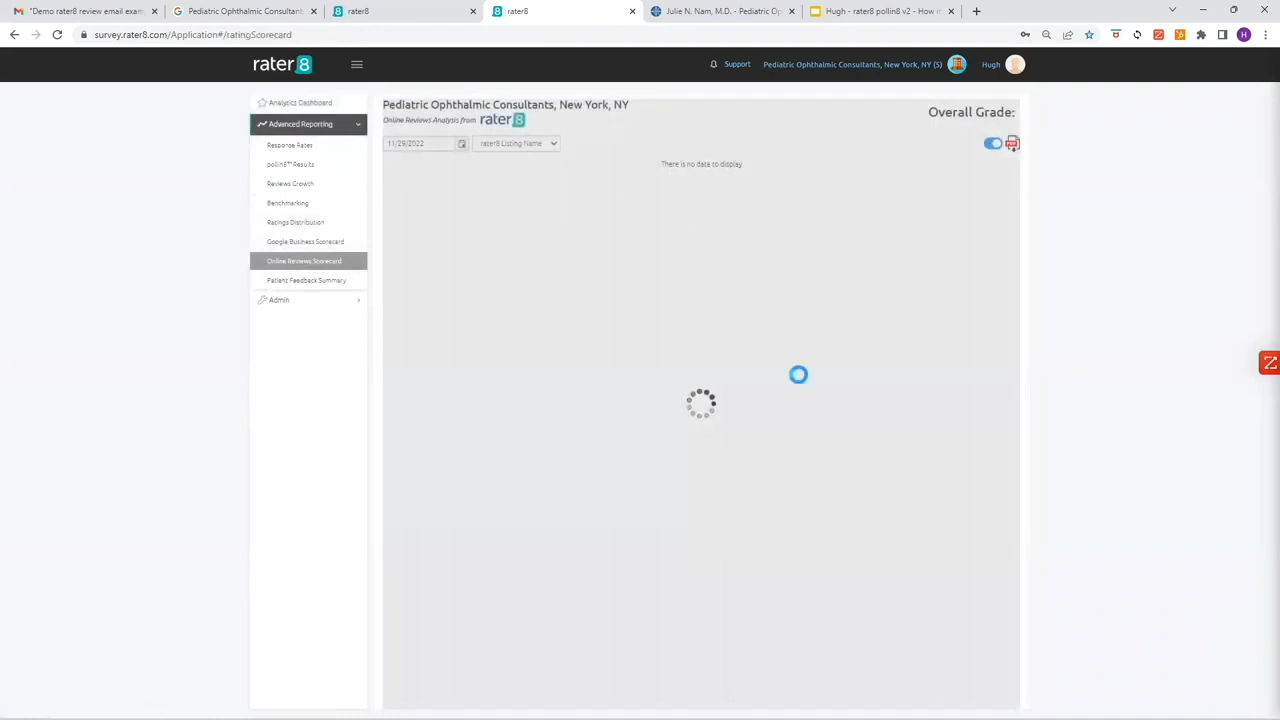 "Demo rater8 review email exam
Pediatric Ophthalmic Consultant
rater8
rater8
Julie N. Nam, M.D. - Pediatric Op
Hugh - rater8 pollin8 v2 - How
survey.rater8.com/Application#/ratingScorecard
rater8
Support
Pediatric Ophthalmic Consultants, New York, NY (5)
Hugh
Analytics Dashboard
Advanced Reporting
Response Rates
pollin8™ Results
Reviews Growth
Benchmarking
Ratings Distribution
Google Business Scorecard
Online Reviews Scorecard
Patient Feedback Summary
Admin
Pediatric Ophthalmic Consultants, New York, NY
Online Reviews Analysis from rater8
Overall Grade:
11/29/2022
rater8 Listing Name
There is no data to display